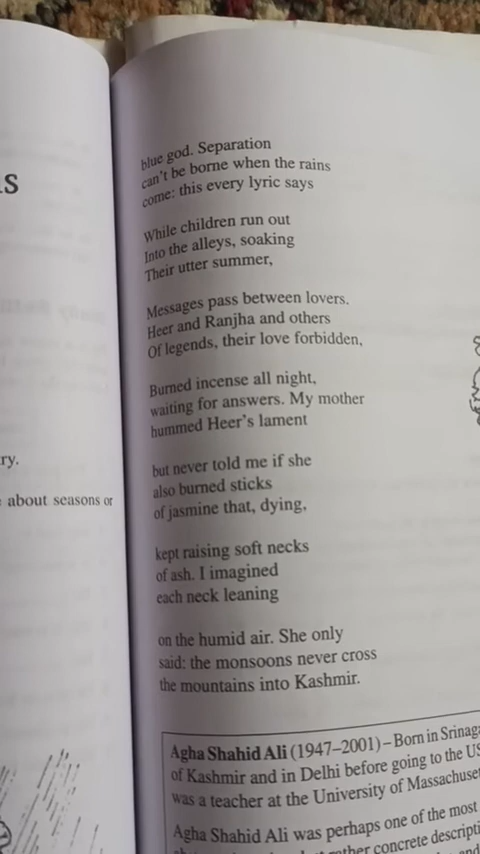 blue god. Separation
can't be borne when the rains
come: this every lyric says
While children run out
Into the alleys, soaking
Their utter summer,
Messages pass between lovers.
Heer and Ranjha and others
Of legends, their love forbidden,
Burned incense all night,
waiting for answers. My mother
hummed Heer's lament
but never told me if she
also burned sticks
of jasmine that, dying,
kept raising soft necks
of ash. I imagined
each neck leaning
on the humid air. She only
said: the monsoons never cross
the mountains into Kashmir.
Agha Shahid Ali (1947–2001) – Born in
of Kashmir and in Delhi before going to the
was a teacher at the University of
Agha Shahid Ali was perhaps one of the most
concrete
about seasons or